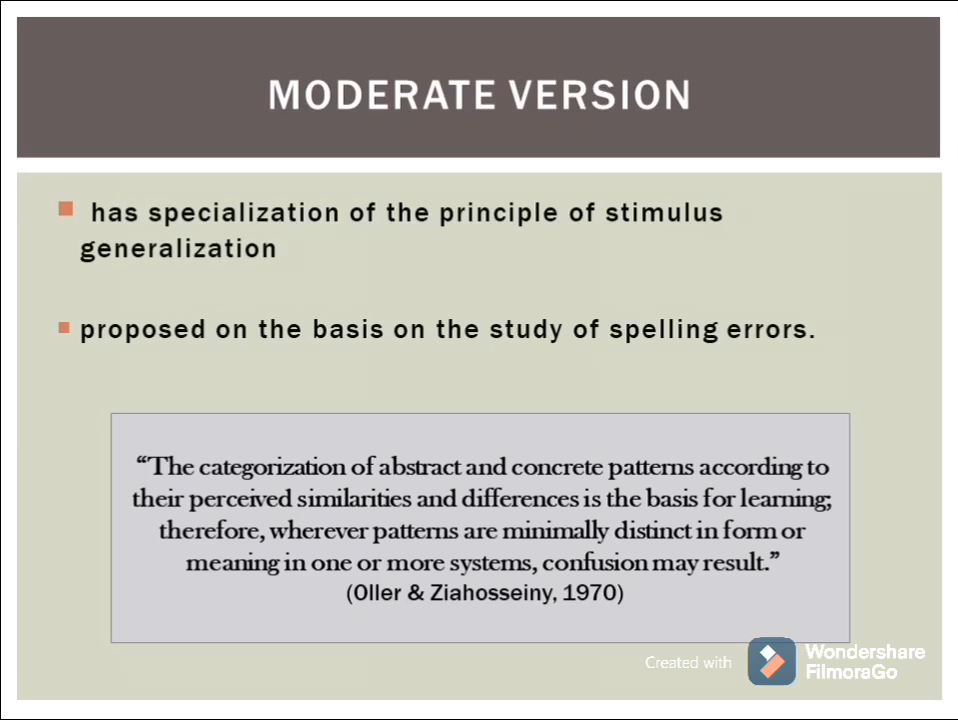 MODERATE VERSION
has specialization of the principle of stimulus
generalization
proposed on the basis on the study of spelling errors.
“The categorization of abstract and concrete patterns according to
their perceived similarities and differences is the basis for learning;
therefore, wherever patterns are minimally distinct in form or
meaning in one or more systems, confusion may result.”
(Oller & Ziahosseiny, 1970)
Created with
Wondershare
FilmoraGo